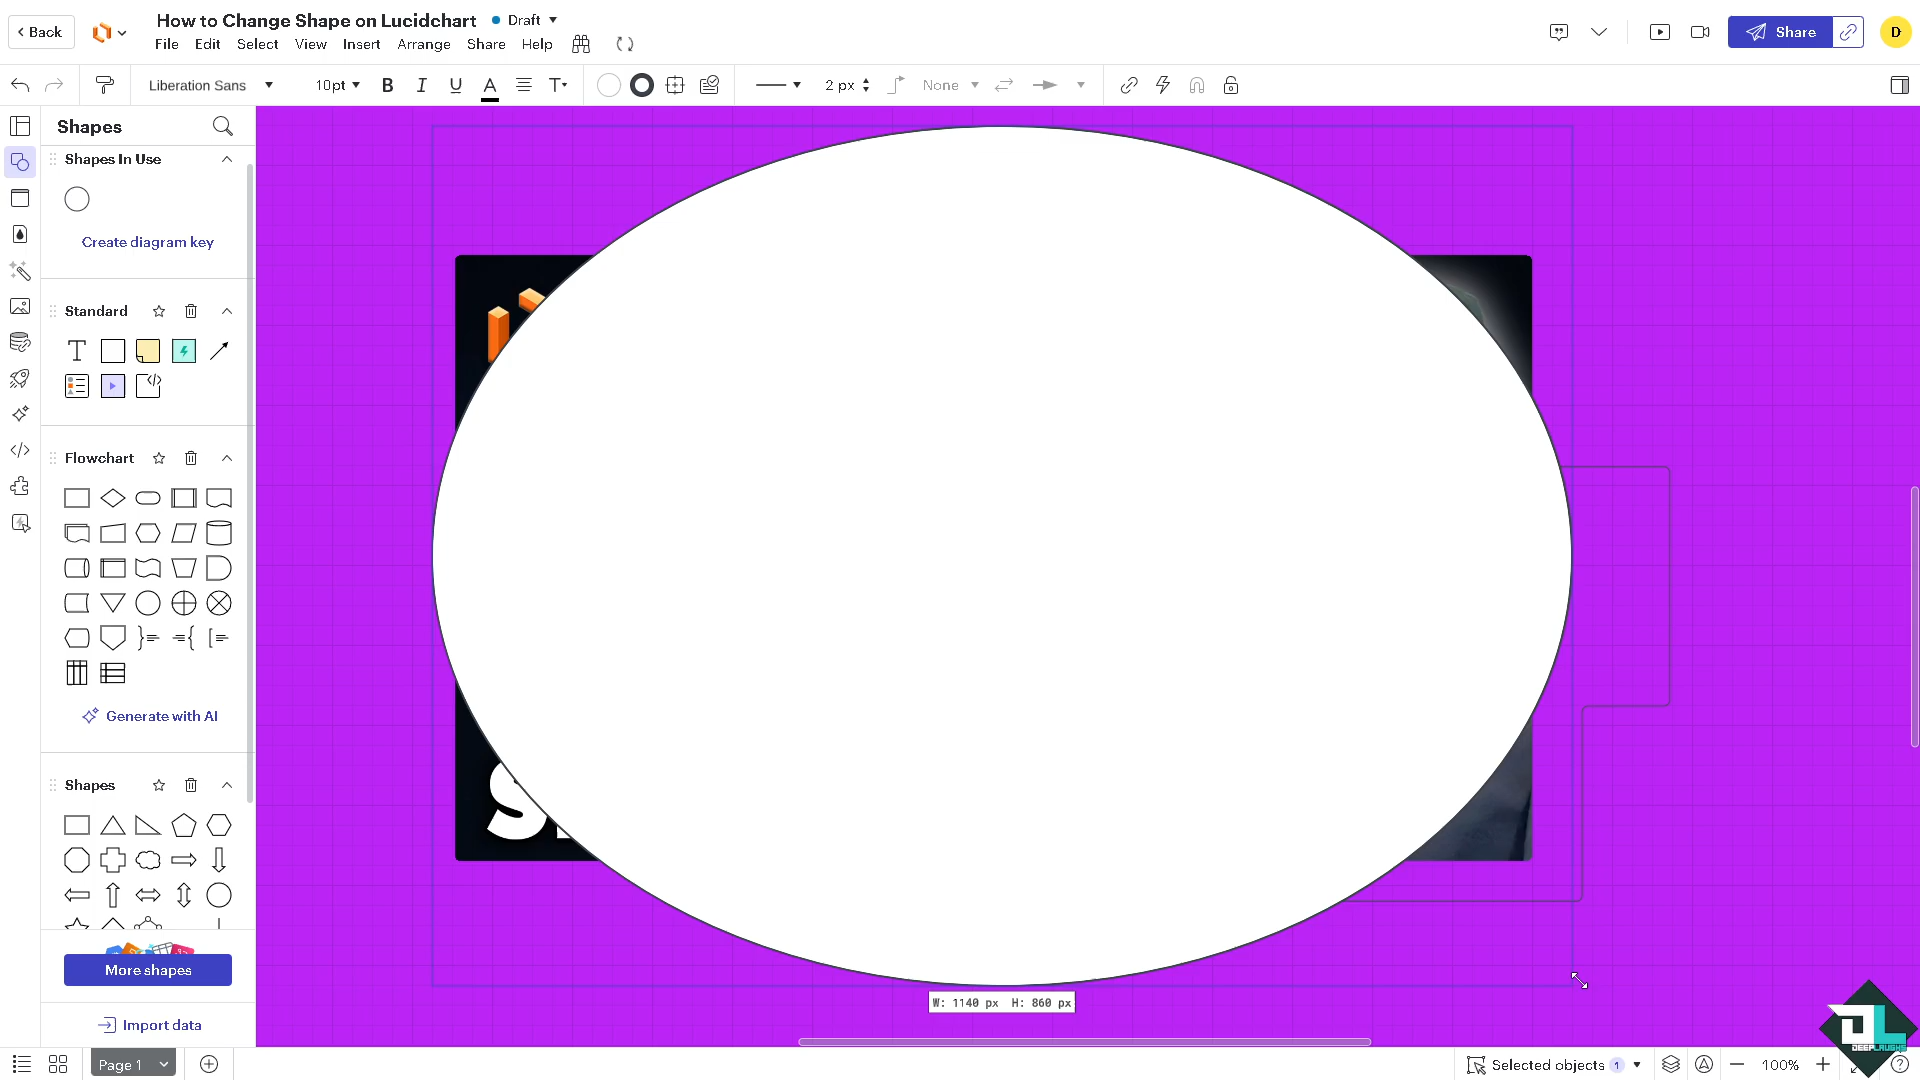 Back
How to Change Shape on Lucidchart
Draft
File Edit Select View Insert Arrange Share Help
Share
D
Liberation Sans
10pt
B I U A T
2 px
None
Shapes
Shapes In Use
Create diagram key
Standard
T
Flowchart
Generate with AI
Shapes
More shapes
Import data
S
W: 1140 px H: 860 px
Page 1
Selected objects 1
100%
DEEPLAUGHS